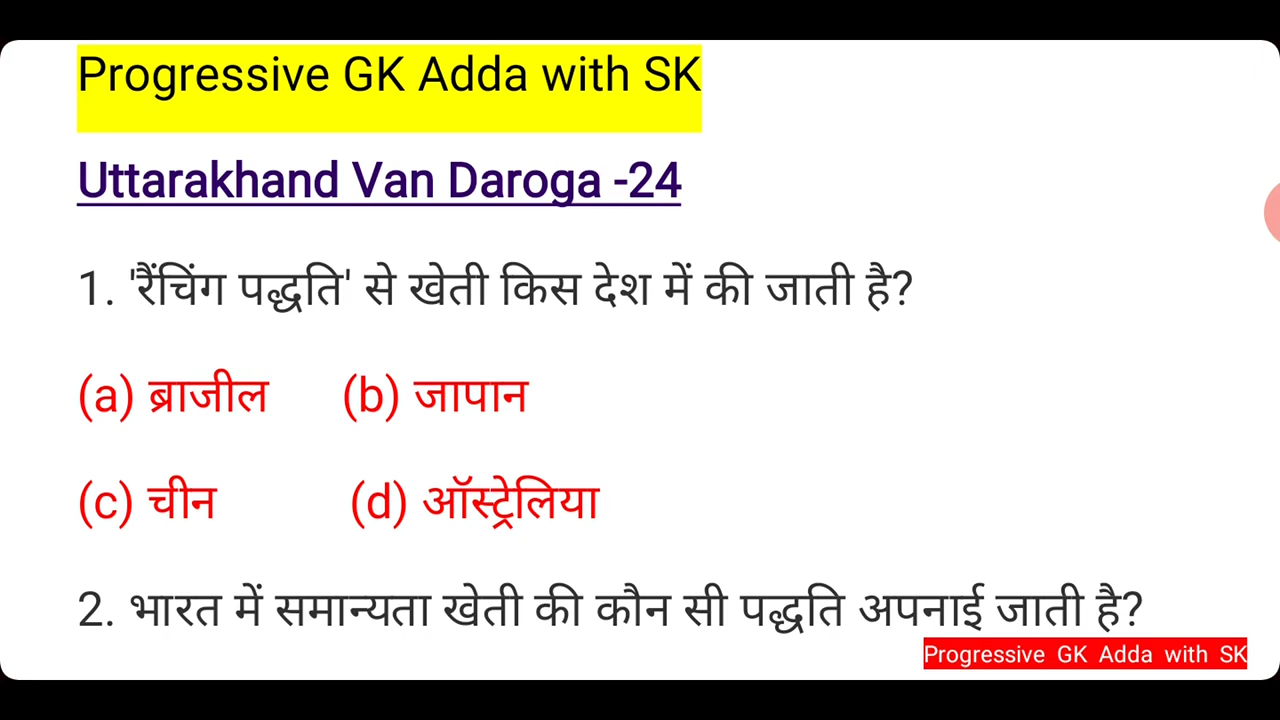 Progressive GK Adda with SK
Uttarakhand Van Daroga -24
1. 'रैंचिंग पद्धति' से खेती किस देश में की जाती है?
(a) ब्राजील (b) जापान
(c) चीन (d) ऑस्ट्रेलिया
2. भारत में समान्यता खेती की कौन सी पद्धति अपनाई जाती है?
Progressive GK Adda with SK